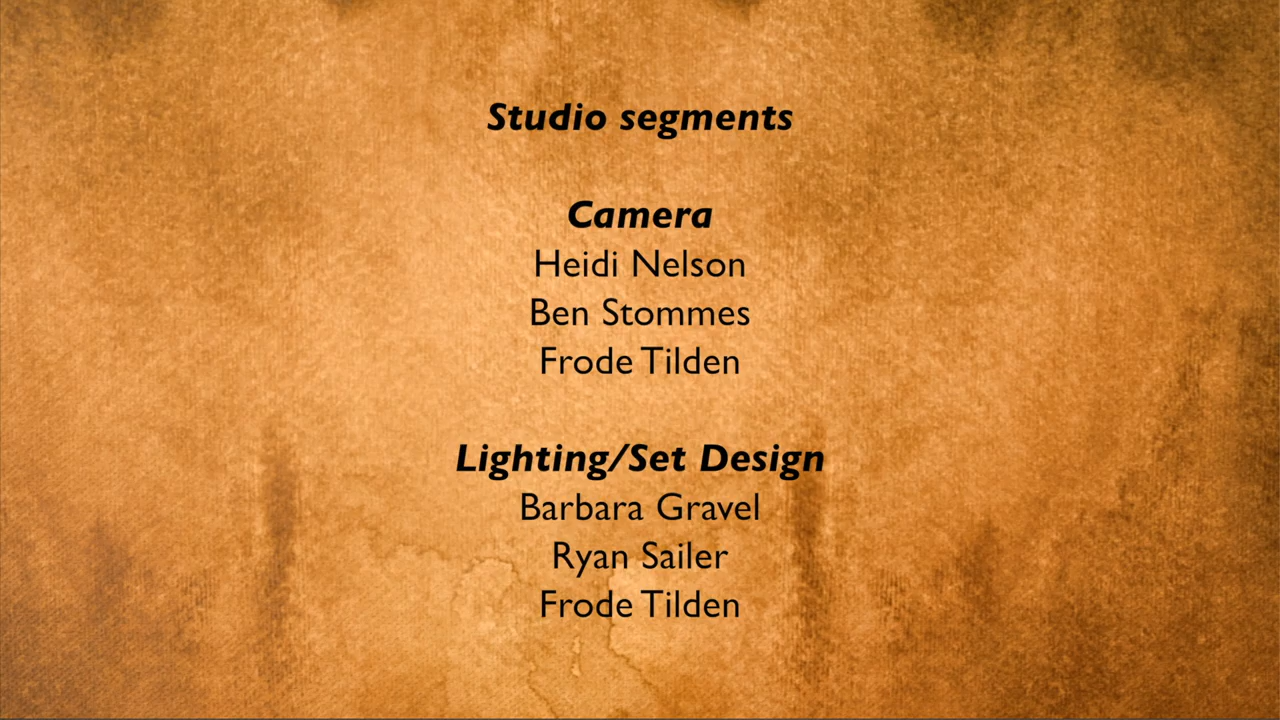 Studio segments
Camera
Heidi Nelson
Ben Stommes
Frode Tilden
Lighting/Set Design
Barbara Gravel
Ryan Sailer
Frode Tilden